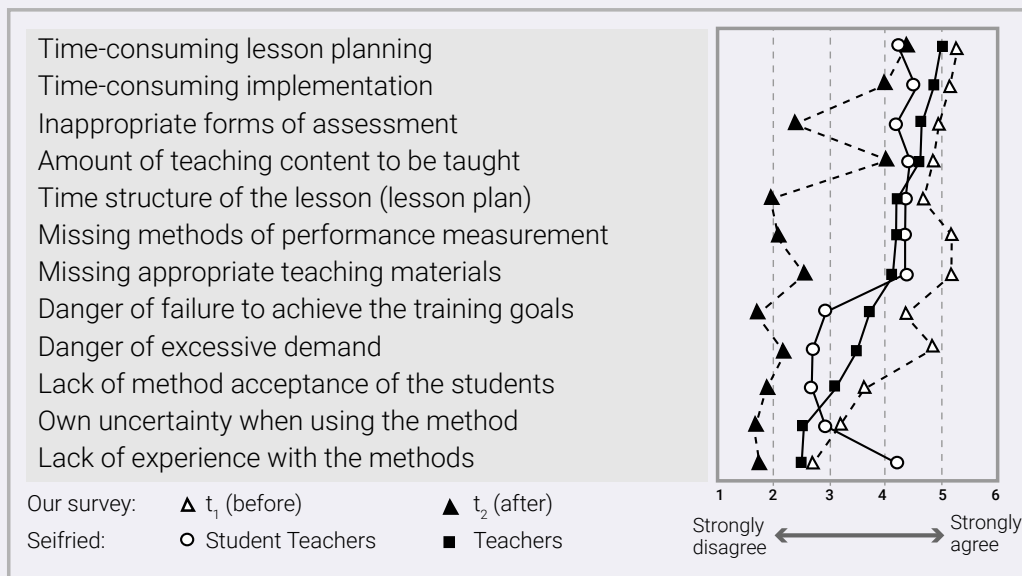 Time-consuming lesson planning
Time-consuming implementation
Inappropriate forms of assessment
Amount of teaching content to be taught
Time structure of the lesson (lesson plan)
Missing methods of performance measurement
Missing appropriate teaching materials
Danger of failure to achieve the training goals
Danger of excessive demand
Lack of method acceptance of the students
Own uncertainty when using the method
Lack of experience with the methods
1 2 3 4 5 6
Our survey: t1 (before) t2 (after)
Seifried: Student Teachers Teachers
Strongly disagree
Strongly agree